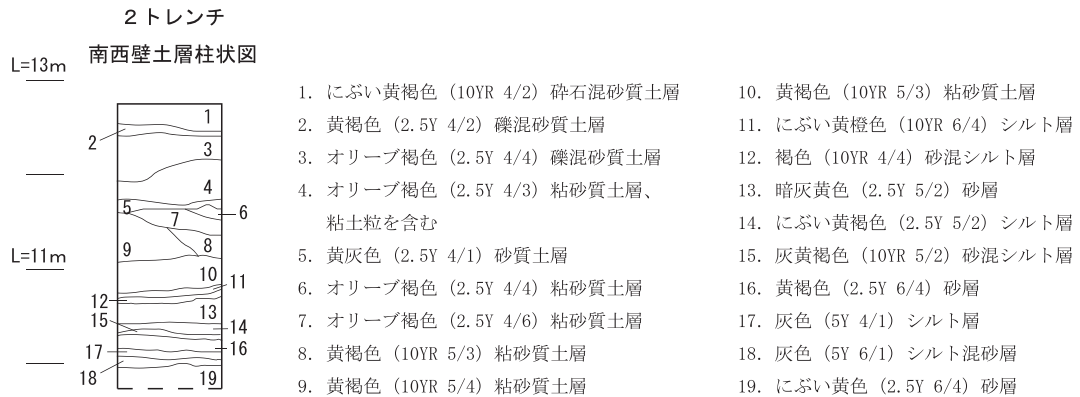 ２トレンチ
南西壁土層柱状図
L=13m
L=11m
1
2
3
4
5
6
7
8
9
10
11
12
13
14
15
16
17
18
19
1. にぶい黄褐色（10YR 4/2）砕石混砂質土層
2. 黄褐色（2.5Y 4/2）礫混砂質土層
3. オリーブ褐色（2.5Y 4/4）礫混砂質土層
4. オリーブ褐色（2.5Y 4/3）粘砂質土層、
粘土粒を含む
5. 黄灰色（2.5Y 4/1）砂質土層
6. オリーブ褐色（2.5Y 4/4）粘砂質土層
7. オリーブ褐色（2.5Y 4/6）粘砂質土層
8. 黄褐色（10YR 5/3）粘砂質土層
9. 黄褐色（10YR 5/4）粘砂質土層
10. 黄褐色（10YR 5/3）粘砂質土層
11. にぶい黄橙色（10YR 6/4）シルト層
12. 褐色（10YR 4/4）砂混シルト層
13. 暗灰黄色（2.5Y 5/2）砂層
14. にぶい黄褐色（2.5Y 5/2）シルト層
15. 灰黄褐色（10YR 5/2）砂混シルト層
16. 黄褐色（2.5Y 6/4）砂層
17. 灰色（5Y 4/1）シルト層
18. 灰色（5Y 6/1）シルト混砂層
19. にぶい黄色（2.5Y 6/4）砂層